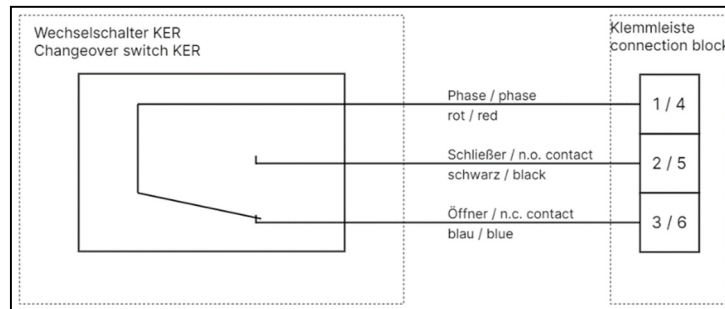 Wechselschalter KER
Changeover switch KER
Klemmleiste
connection block
Phase / phase
rot / red
1 / 4
Schließer / n.o. contact
schwarz / black
2 / 5
Öffner / n.c. contact
blau / blue
3 / 6